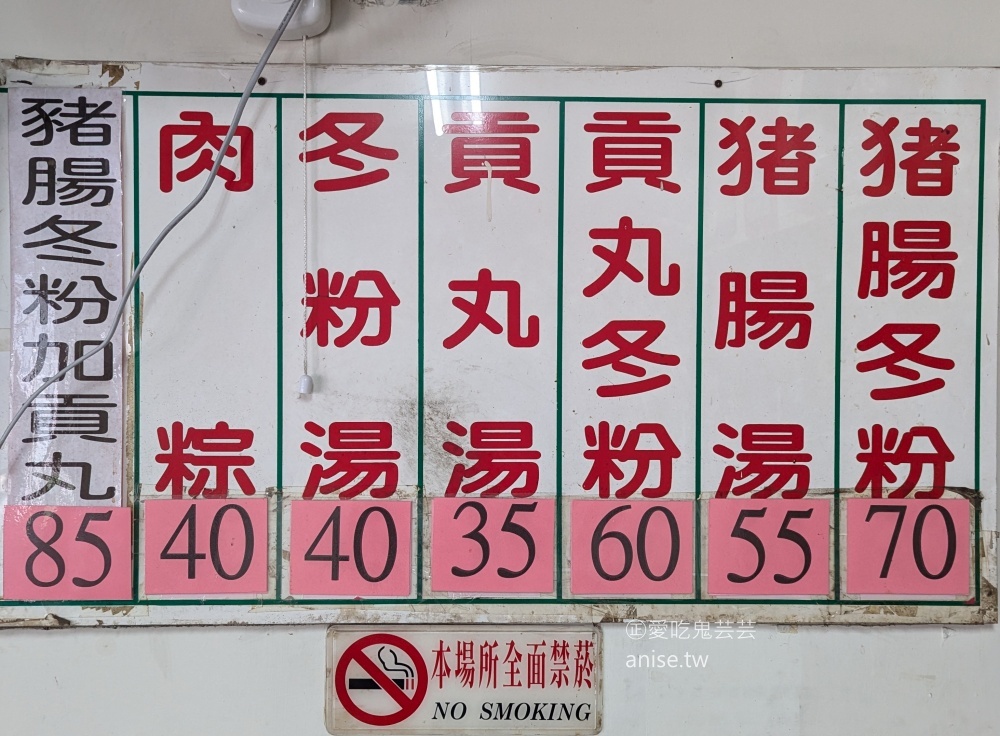 豬腸冬粉
70
豬腸湯
55
貢丸冬粉
60
貢丸湯
35
冬粉湯
40
肉粽
40
豬腸冬粉加貢丸
85
本場所全面禁菸
NO SMOKING
㊣愛吃鬼芸芸
anise.tw